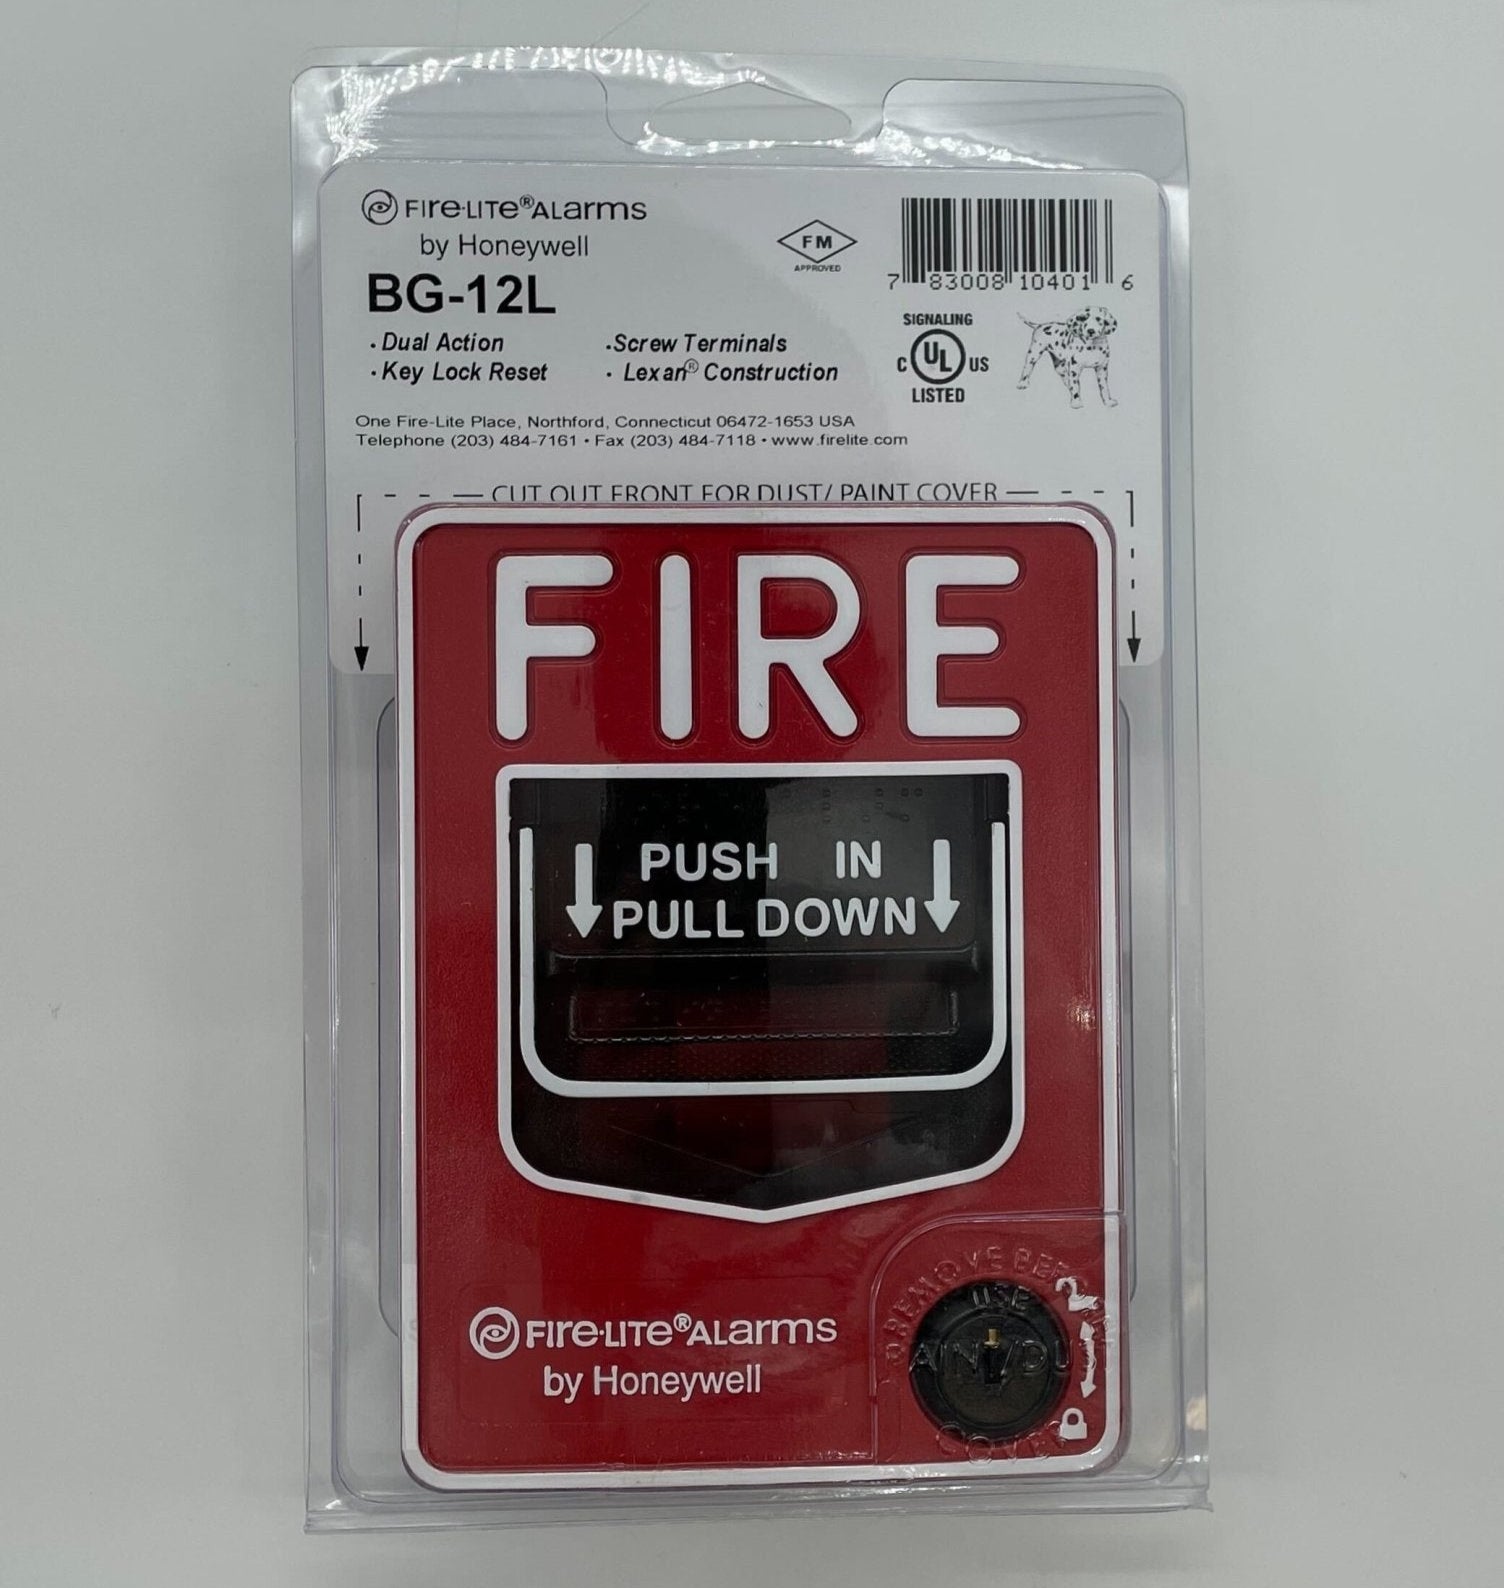 FIRE·LITE® ALARMS
by Honeywell
BG-12L
• Dual Action
• Key Lock Reset
• Screw Terminals
• Lexan® Construction
FM
APPROVED
7 83008 10401 6
SIGNALING
C UL US
LISTED
One Fire-Lite Place, Northford, Connecticut 06472-1653 USA
Telephone (203) 484-7161 • Fax (203) 484-7118 • www.firelite.com
CUT OUT FRONT FOR DUST/ PAINT COVER
FIRE
PUSH IN
PULL DOWN
FIRE·LITE® ALARMS
by Honeywell
REMOVE BEFORE
USE
COVER